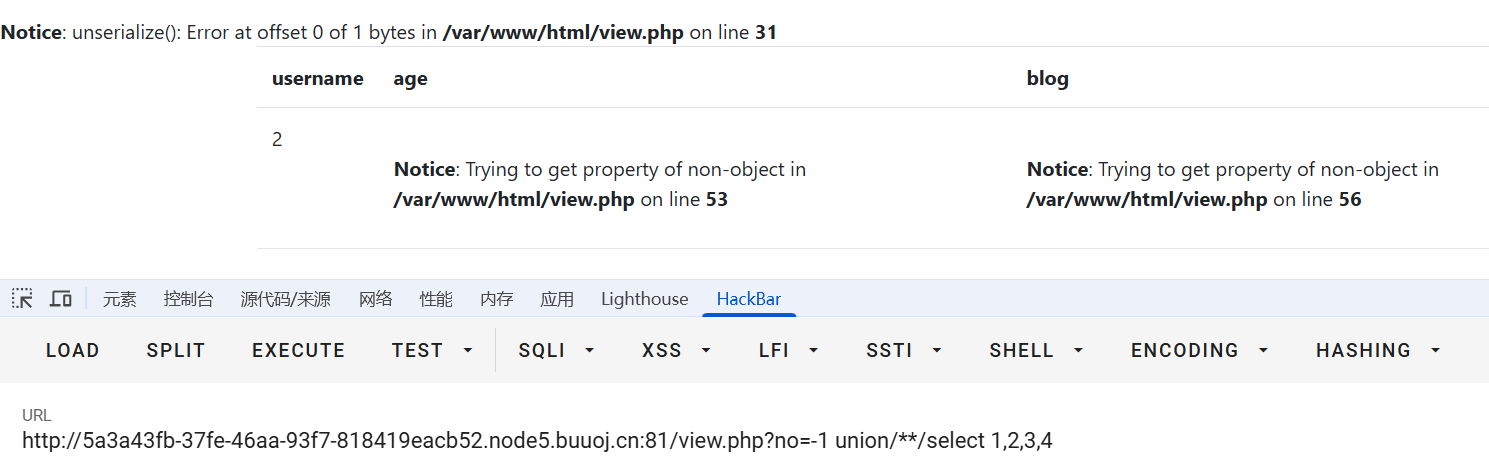 Notice: unserialize(): Error at offset 0 of 1 bytes in /var/www/html/view.php on line 31
username age blog
2
Notice: Trying to get property of non-object in Notice: Trying to get property of non-object in
/var/www/html/view.php on line 53 /var/www/html/view.php on line 56
元素 控制台 源代码/来源 网络 性能 内存 应用 Lighthouse HackBar
LOAD SPLIT EXECUTE TEST SQLI XSS LFI SSTI SHELL ENCODING HASHING
URL
http://5a3a43fb-37fe-46aa-93f7-818419eacb52.node5.buuoj.cn:81/view.php?no=-1 union/**/select 1,2,3,4